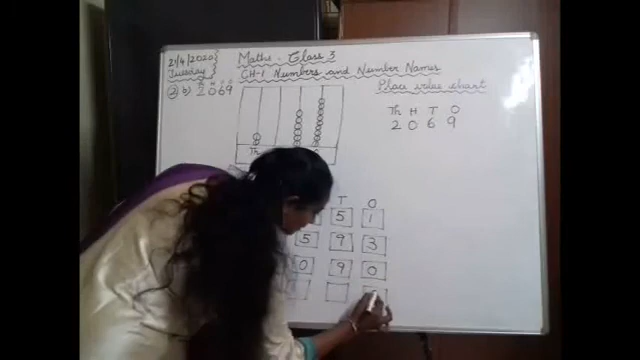 21/4/2020
Tuesday
Maths - Class 3
CH-1 Numbers and Number Names
2 b) 2069
Place value chart
Th H T O
2 0 6 9
Th
T O
5 1
5 9 3
0 9 0